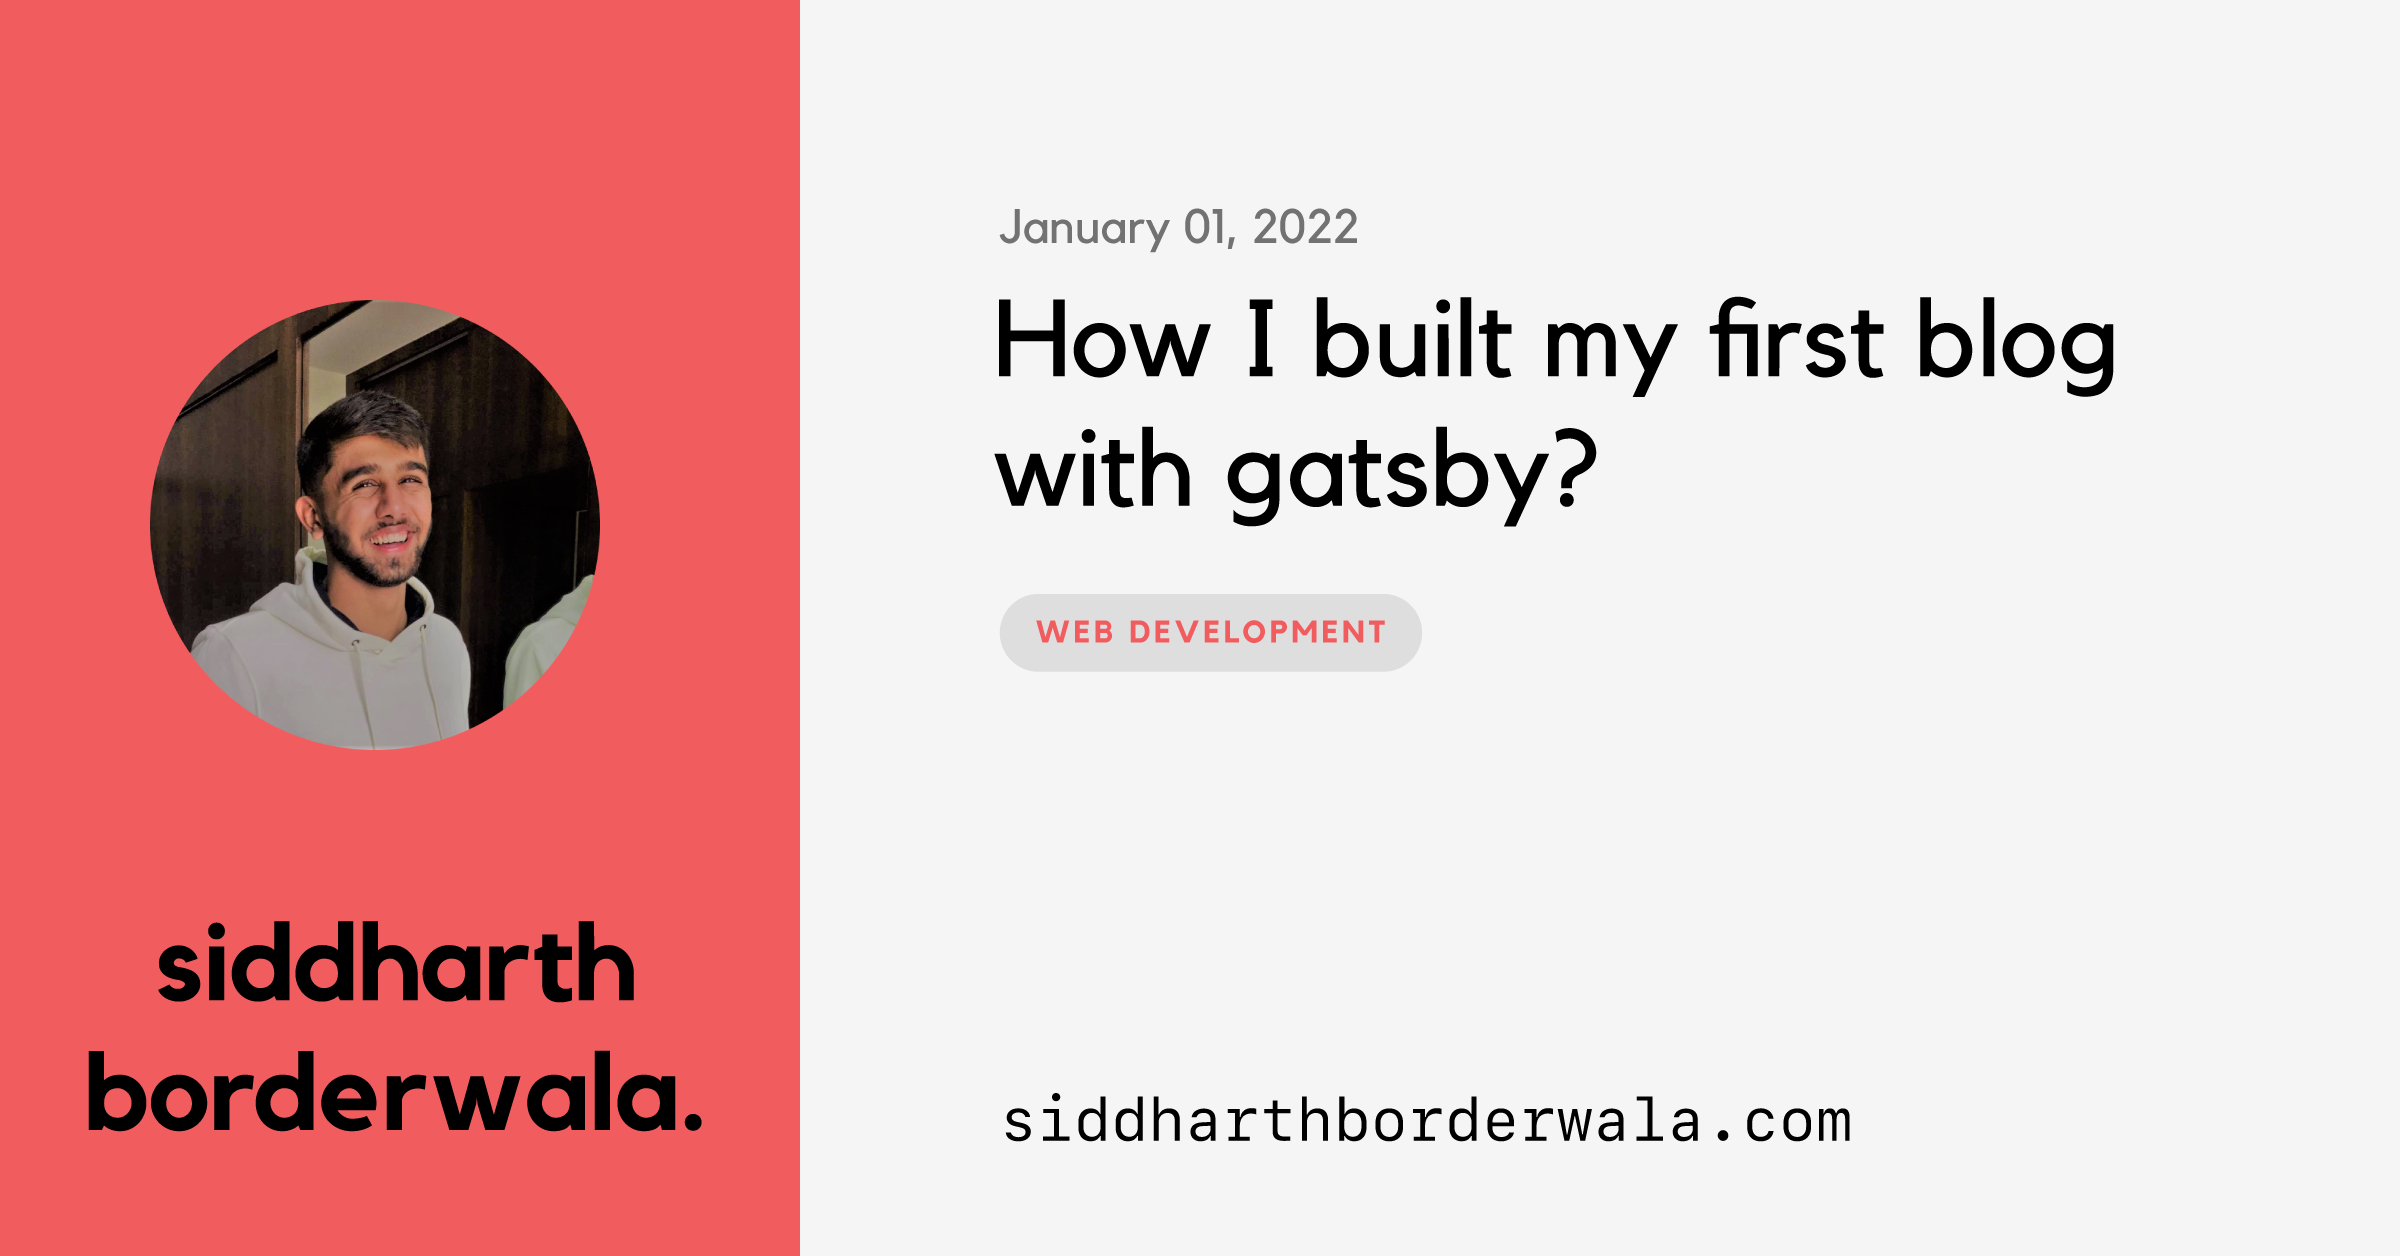 siddharth
borderwala.
January 01, 2022
How I built my first blog
with gatsby?
WEB DEVELOPMENT
siddharthborderwala.com